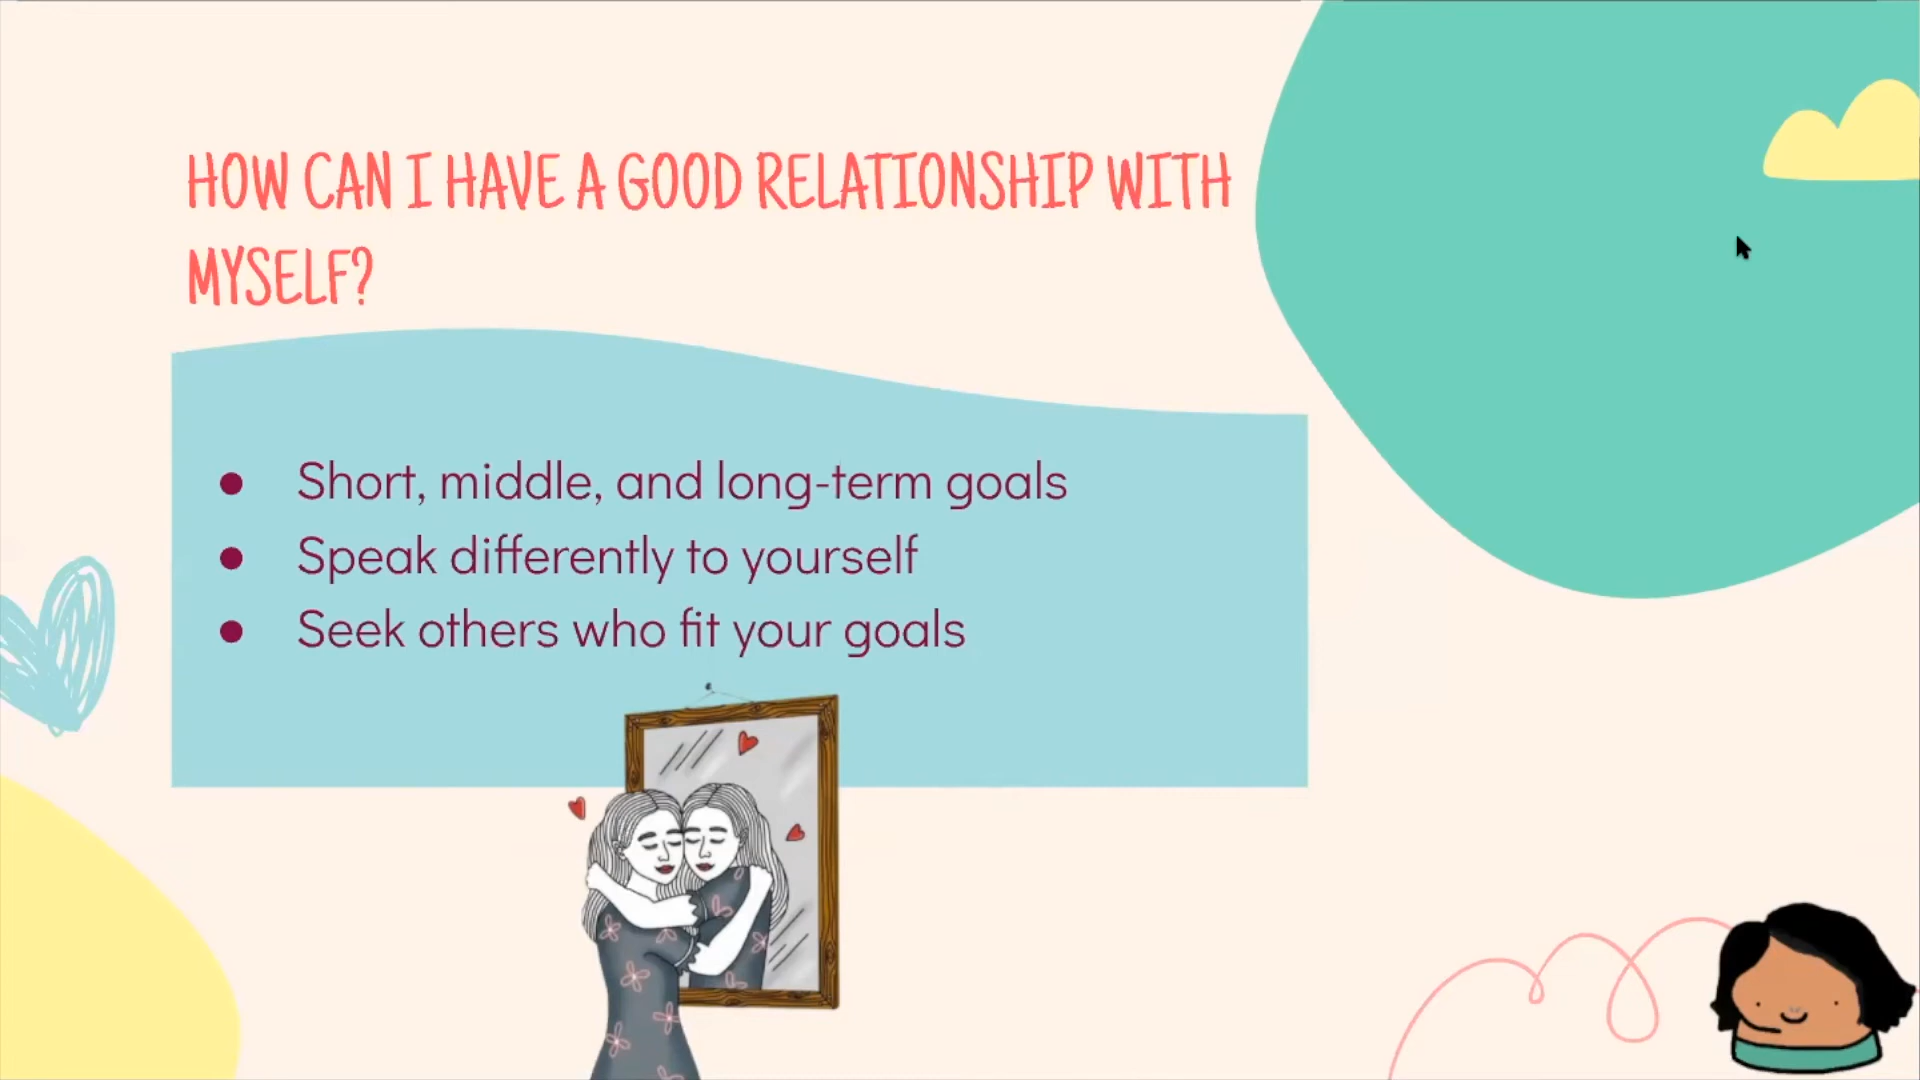 HOW CAN I HAVE A GOOD RELATIONSHIP WITH
MYSELF?
● Short, middle, and long-term goals
● Speak differently to yourself
● Seek others who fit your goals